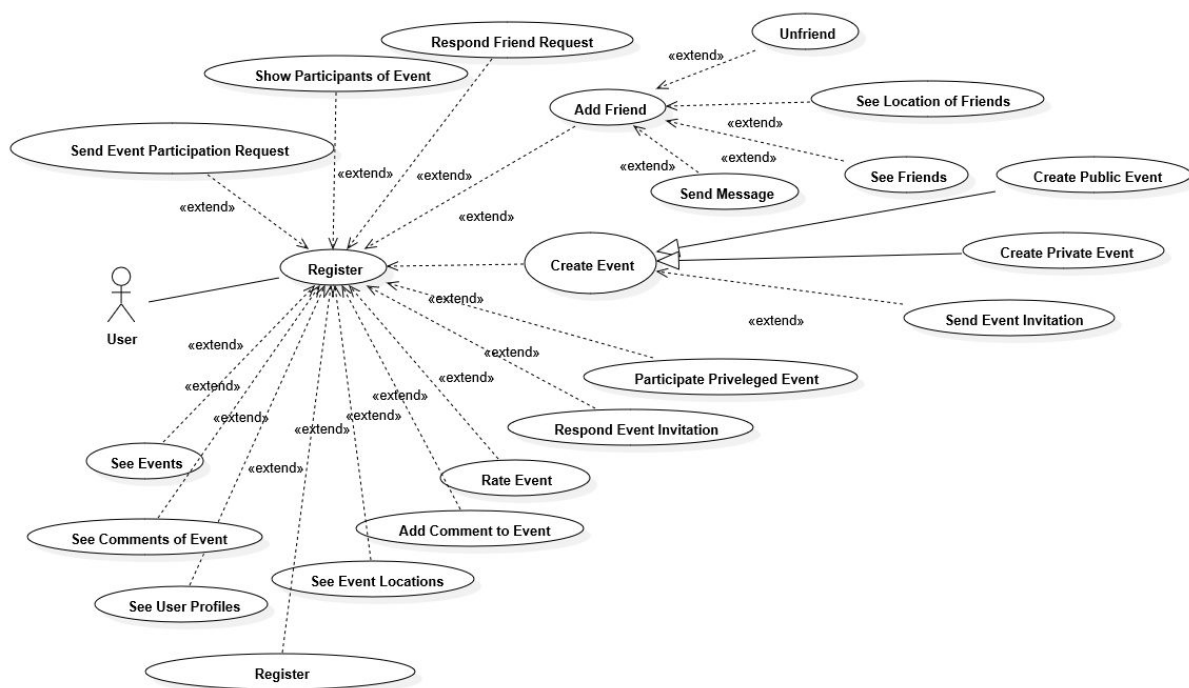 Unfriend
Respond Friend Request
«extend»
Show Participants of Event
See Location of Friends
Add Friend
«extend»
Send Event Participation Request
«extend»
«extend»
«extend»
See Friends
Create Public Event
Send Message
«extend»
«extend»
Create Private Event
Create Event
Register
User
Send Event Invitation
«extend»
«extend»
«extend»
«extend»
Participate Priveleged Event
«extend»
«extend»
«extend»
«extend»
«extend»
Respond Event Invitation
«extend»
See Events
Rate Event
Add Comment to Event
See Comments of Event
See Event Locations
See User Profiles
Register